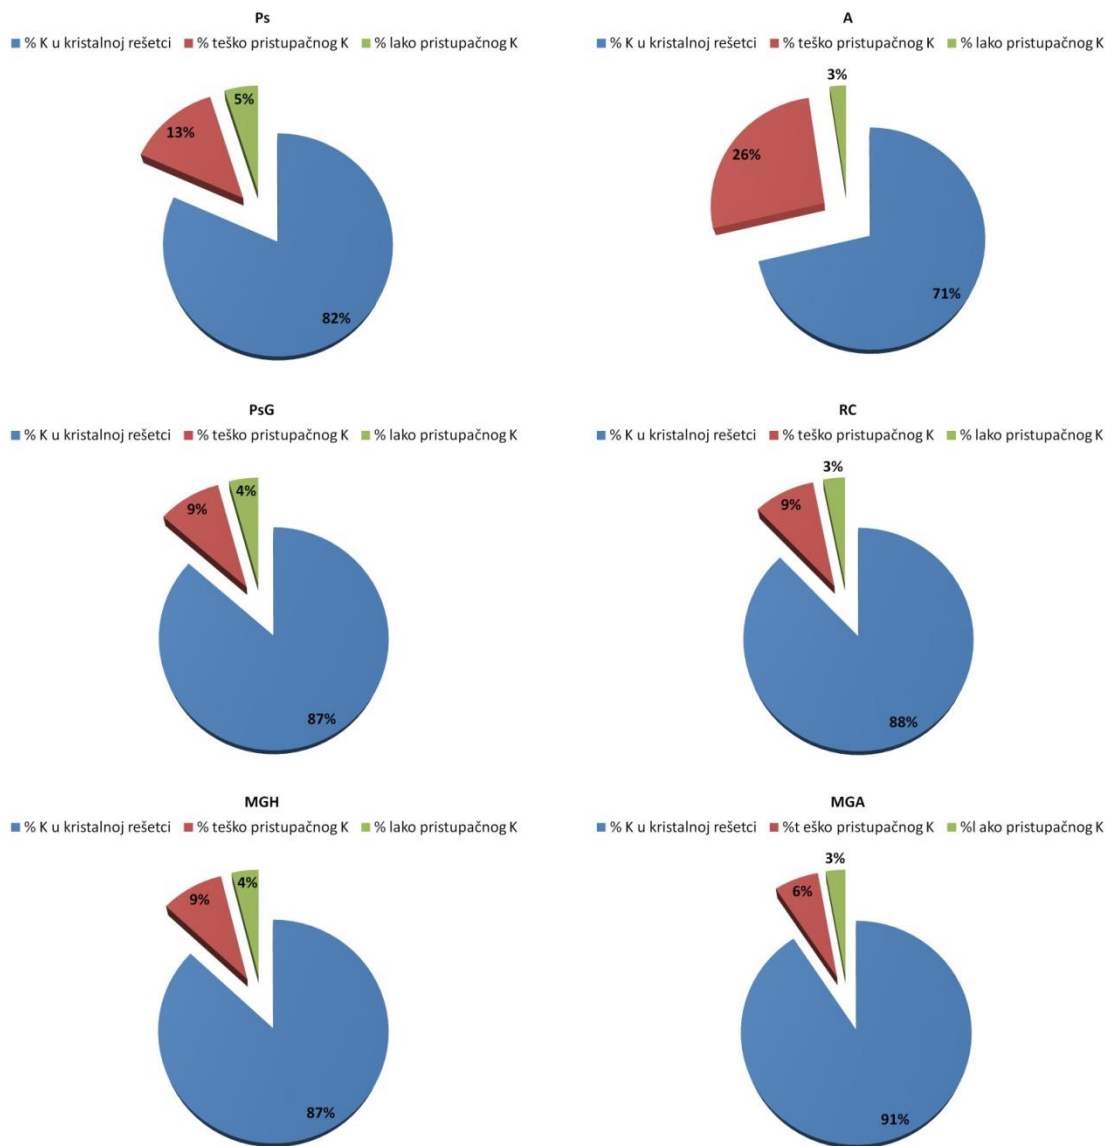 Ps
% K u kristalnoj rešetci % teško pristupačnog K % lako pristupačnog K
5%
13%
82%
A
% K u kristalnoj rešetci % teško pristupačnog K % lako pristupačnog K
3%
26%
71%
PsG
% K u kristalnoj rešetci % teško pristupačnog K % lako pristupačnog K
4%
9%
87%
RC
% K u kristalnoj rešetci % teško pristupačnog K % lako pristupačnog K
3%
9%
88%
MGH
% K u kristalnoj rešetci % teško pristupačnog K % lako pristupačnog K
4%
9%
87%
MGA
% K u kristalnoj rešetci %t eško pristupačnog K %l ako pristupačnog K
3%
6%
91%